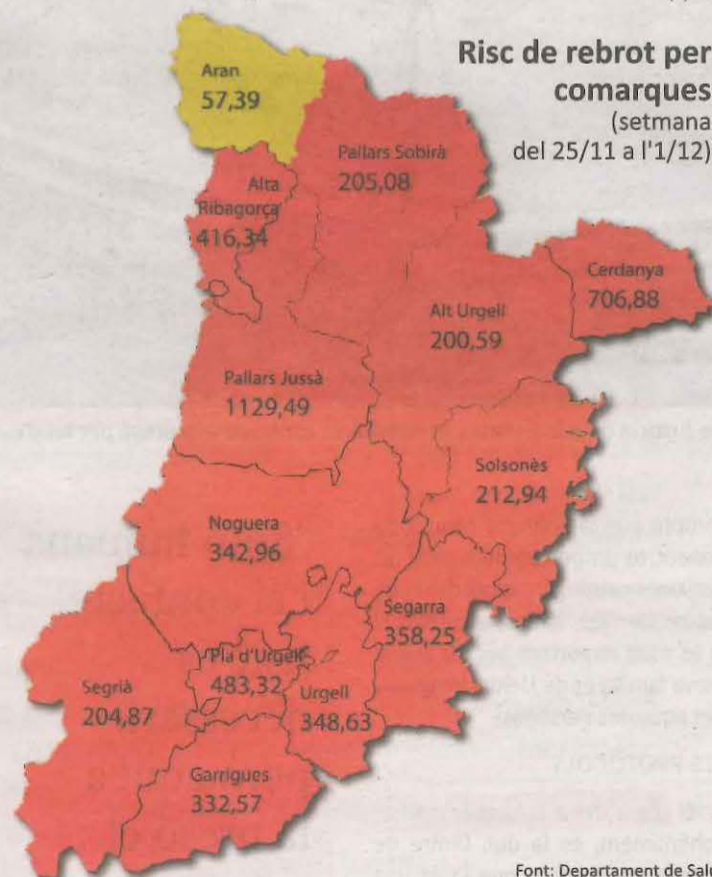 Risc de rebrot per
comarques
(setmana
del 25/11 a l'1/12)
Aran
57,39
Pallars Sobirà
205,08
Alta
Ribagorça
416,34
Cerdanya
706,88
Alt Urgell
200,59
Pallars Jussà
1129,49
Solsonès
212,94
Noguera
342,96
Segarra
358,25
Pla d'Urgell
483,32
Urgell
348,63
Segrià
204,87
Garrigues
332,57
Font: Departament de Salu